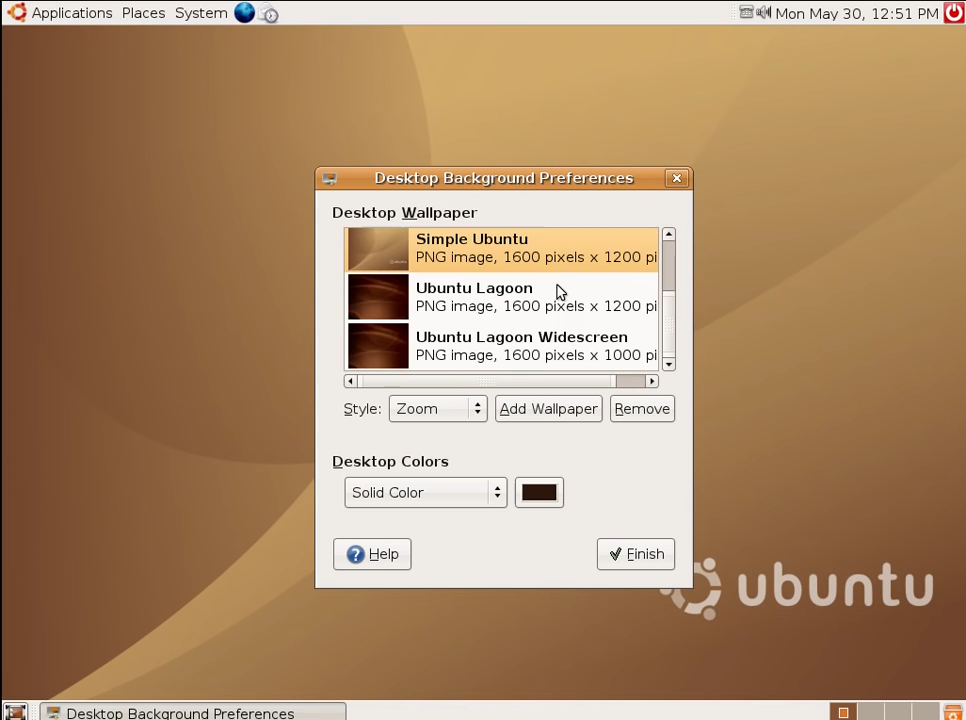 Applications Places System Mon May 30, 12:51 PM
Desktop Background Preferences
Desktop Wallpaper
Simple Ubuntu
PNG image, 1600 pixels x 1200 pi
Ubuntu Lagoon
PNG image, 1600 pixels x 1200 pi
Ubuntu Lagoon Widescreen
PNG image, 1600 pixels x 1000 pi
Style: Zoom Add Wallpaper Remove
Desktop Colors
Solid Color
? Help Finish
ubuntu
Desktop Background Preferences